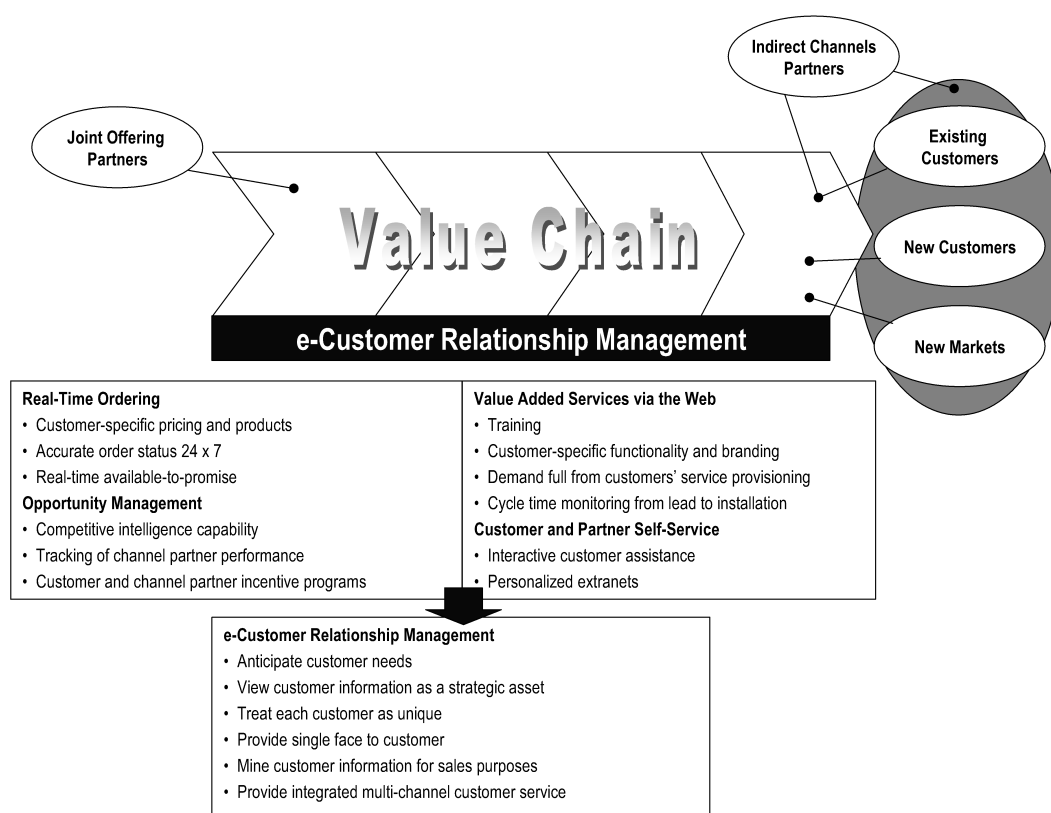 Indirect Channels
Partners
Joint Offering
Partners
Existing
Customers
Value Chain
New Customers
e-Customer Relationship Management
New Markets
Real-Time Ordering
• Customer-specific pricing and products
• Accurate order status 24 x 7
• Real-time available-to-promise
Opportunity Management
• Competitive intelligence capability
• Tracking of channel partner performance
• Customer and channel partner incentive programs
Value Added Services via the Web
• Training
• Customer-specific functionality and branding
• Demand full from customers’ service provisioning
• Cycle time monitoring from lead to installation
Customer and Partner Self-Service
• Interactive customer assistance
• Personalized extranets
e-Customer Relationship Management
• Anticipate customer needs
• View customer information as a strategic asset
• Treat each customer as unique
• Provide single face to customer
• Mine customer information for sales purposes
• Provide integrated multi-channel customer service